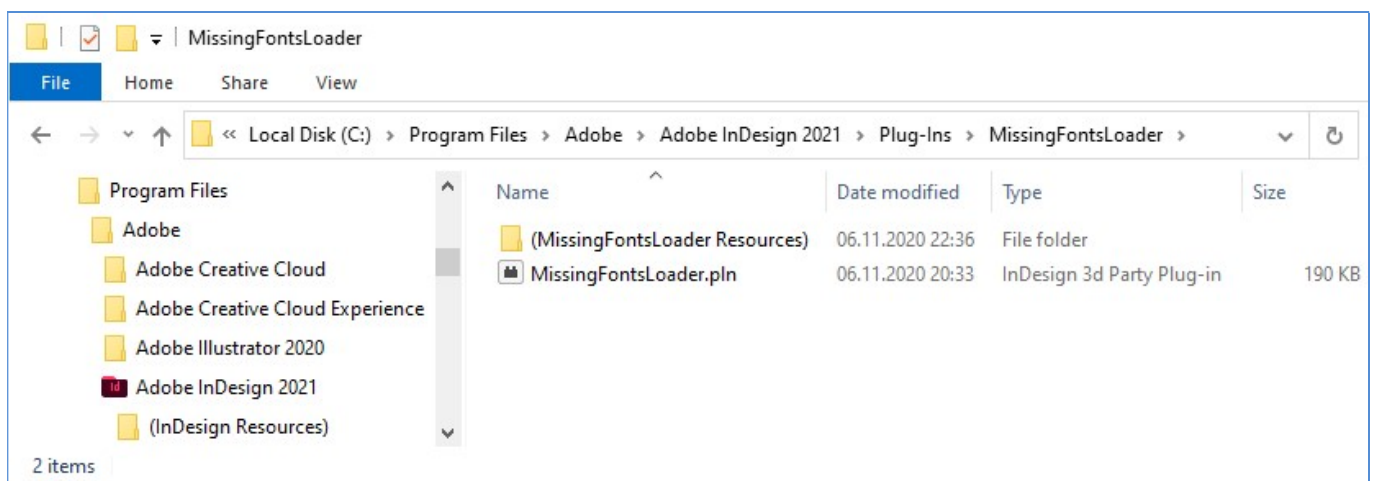 MissingFontsLoader
File Home Share View
« Local Disk (C:) › Program Files › Adobe › Adobe InDesign 2021 › Plug-Ins › MissingFontsLoader ›
Program Files
Adobe
Adobe Creative Cloud
Adobe Creative Cloud Experience
Adobe Illustrator 2020
Id Adobe InDesign 2021
(InDesign Resources)
Name Date modified Type Size
(MissingFontsLoader Resources) 06.11.2020 22:36 File folder
MissingFontsLoader.pln 06.11.2020 20:33 InDesign 3d Party Plug-in 190 KB
2 items